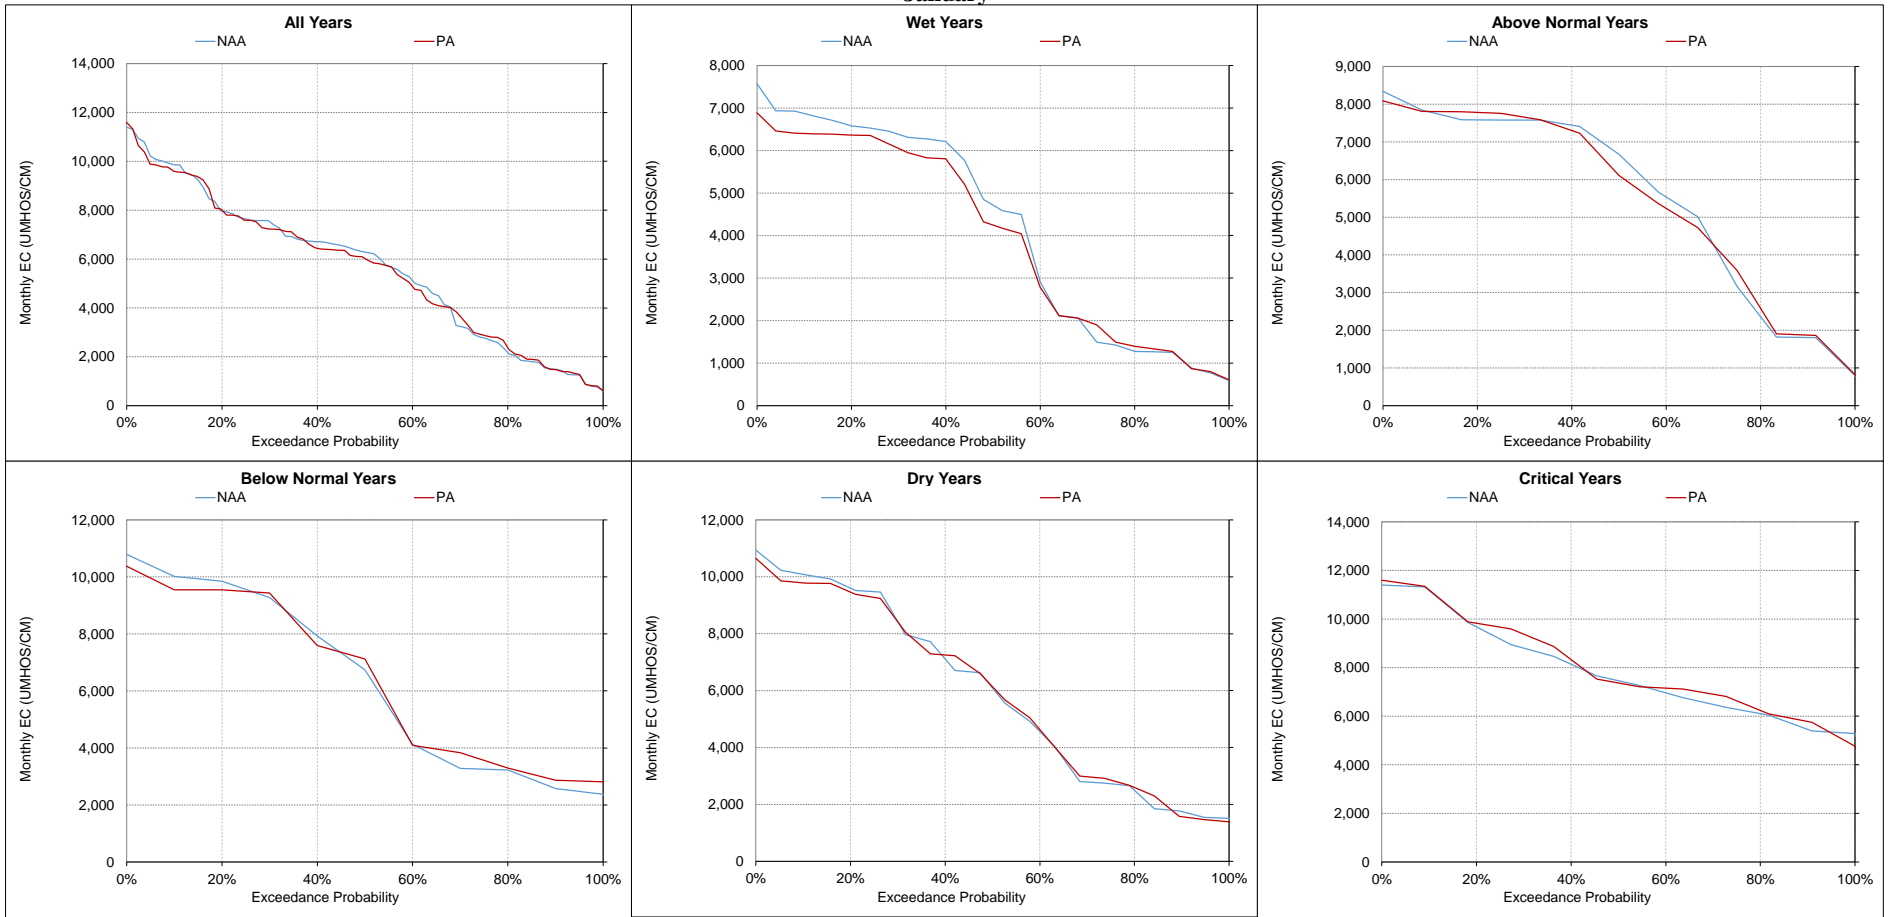 All Years
NAA PA
14,000
12,000
10,000
8,000
6,000
4,000
2,000
0
0% 20% 40% 60% 80% 100%
Monthly EC (UMHOS/CM)
Exceedance Probability
Wet Years
NAA PA
8,000
7,000
6,000
5,000
4,000
3,000
2,000
1,000
0
0% 20% 40% 60% 80% 100%
Monthly EC (UMHOS/CM)
Exceedance Probability
Above Normal Years
NAA PA
9,000
8,000
7,000
6,000
5,000
4,000
3,000
2,000
1,000
0
0% 20% 40% 60% 80% 100%
Monthly EC (UMHOS/CM)
Exceedance Probability
Below Normal Years
NAA PA
12,000
10,000
8,000
6,000
4,000
2,000
0
0% 20% 40% 60% 80% 100%
Monthly EC (UMHOS/CM)
Exceedance Probability
Dry Years
NAA PA
12,000
10,000
8,000
6,000
4,000
2,000
0
0% 20% 40% 60% 80% 100%
Monthly EC (UMHOS/CM)
Exceedance Probability
Critical Years
NAA PA
14,000
12,000
10,000
8,000
6,000
4,000
2,000
0
0% 20% 40% 60% 80% 100%
Monthly EC (UMHOS/CM)
Exceedance Probability